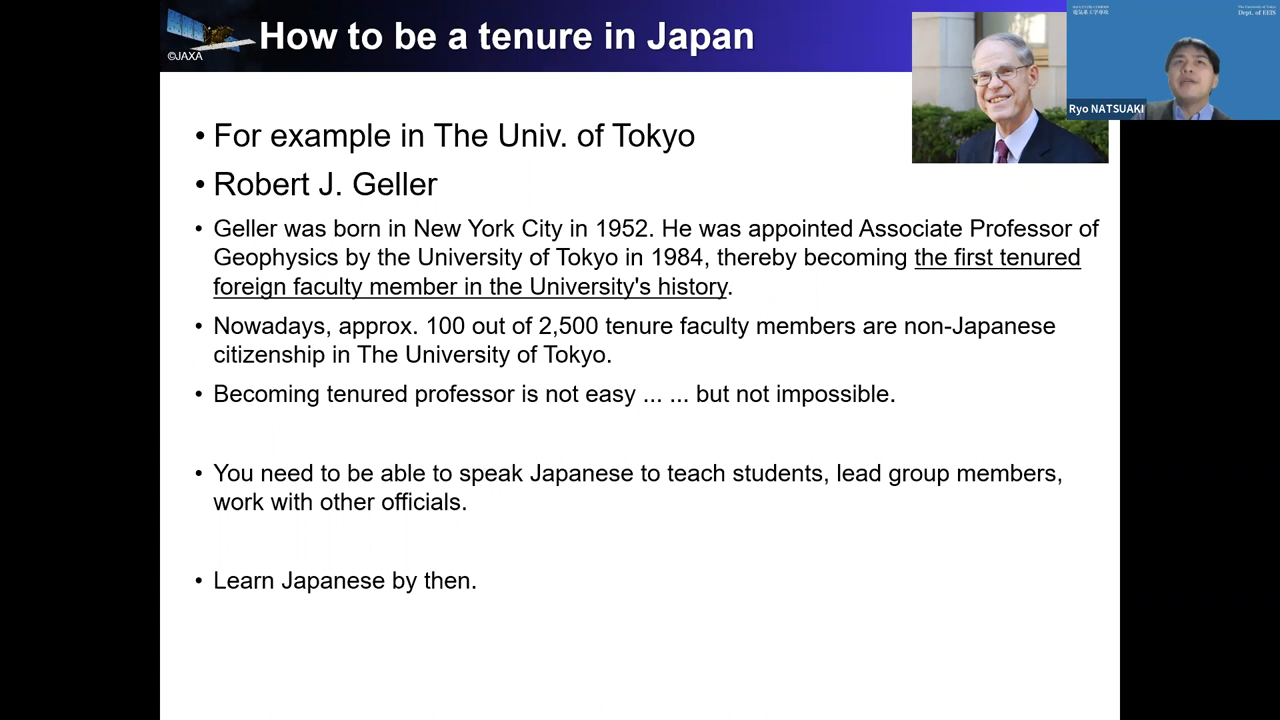 How to be a tenure in Japan
©JAXA
Dept. of EEIS
Ryo NATSUAKI
• For example in The Univ. of Tokyo
• Robert J. Geller
• Geller was born in New York City in 1952. He was appointed Associate Professor of
Geophysics by the University of Tokyo in 1984, thereby becoming the first tenured
foreign faculty member in the University's history.
• Nowadays, approx. 100 out of 2,500 tenure faculty members are non-Japanese
citizenship in The University of Tokyo.
• Becoming tenured professor is not easy ... ... but not impossible.
• You need to be able to speak Japanese to teach students, lead group members,
work with other officials.
• Learn Japanese by then.